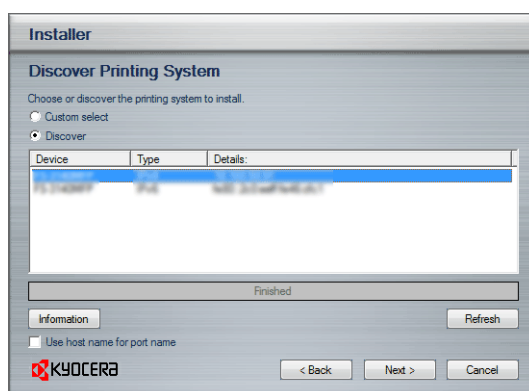 Installer
Discover Printing System
Choose or discover the printing system to install.
Custom select
Discover
Device Type Details:
Finished
Information Refresh
Use host name for port name
KYOCERA < Back Next > Cancel